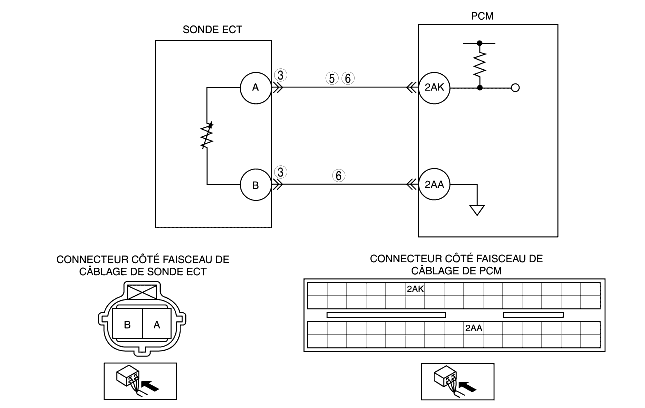 PCM
SONDE ECT
3
5 6
A
2AK
3
6
B
2AA
CONNECTEUR CÔTÉ FAISCEAU DE
CÂBLAGE DE SONDE ECT
B A
CONNECTEUR CÔTÉ FAISCEAU DE
CÂBLAGE DE PCM
2AK
2AA